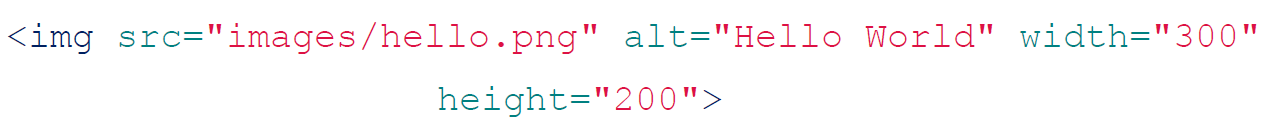 <img src="images/hello.png" alt="Hello World" width="300"
height="200">